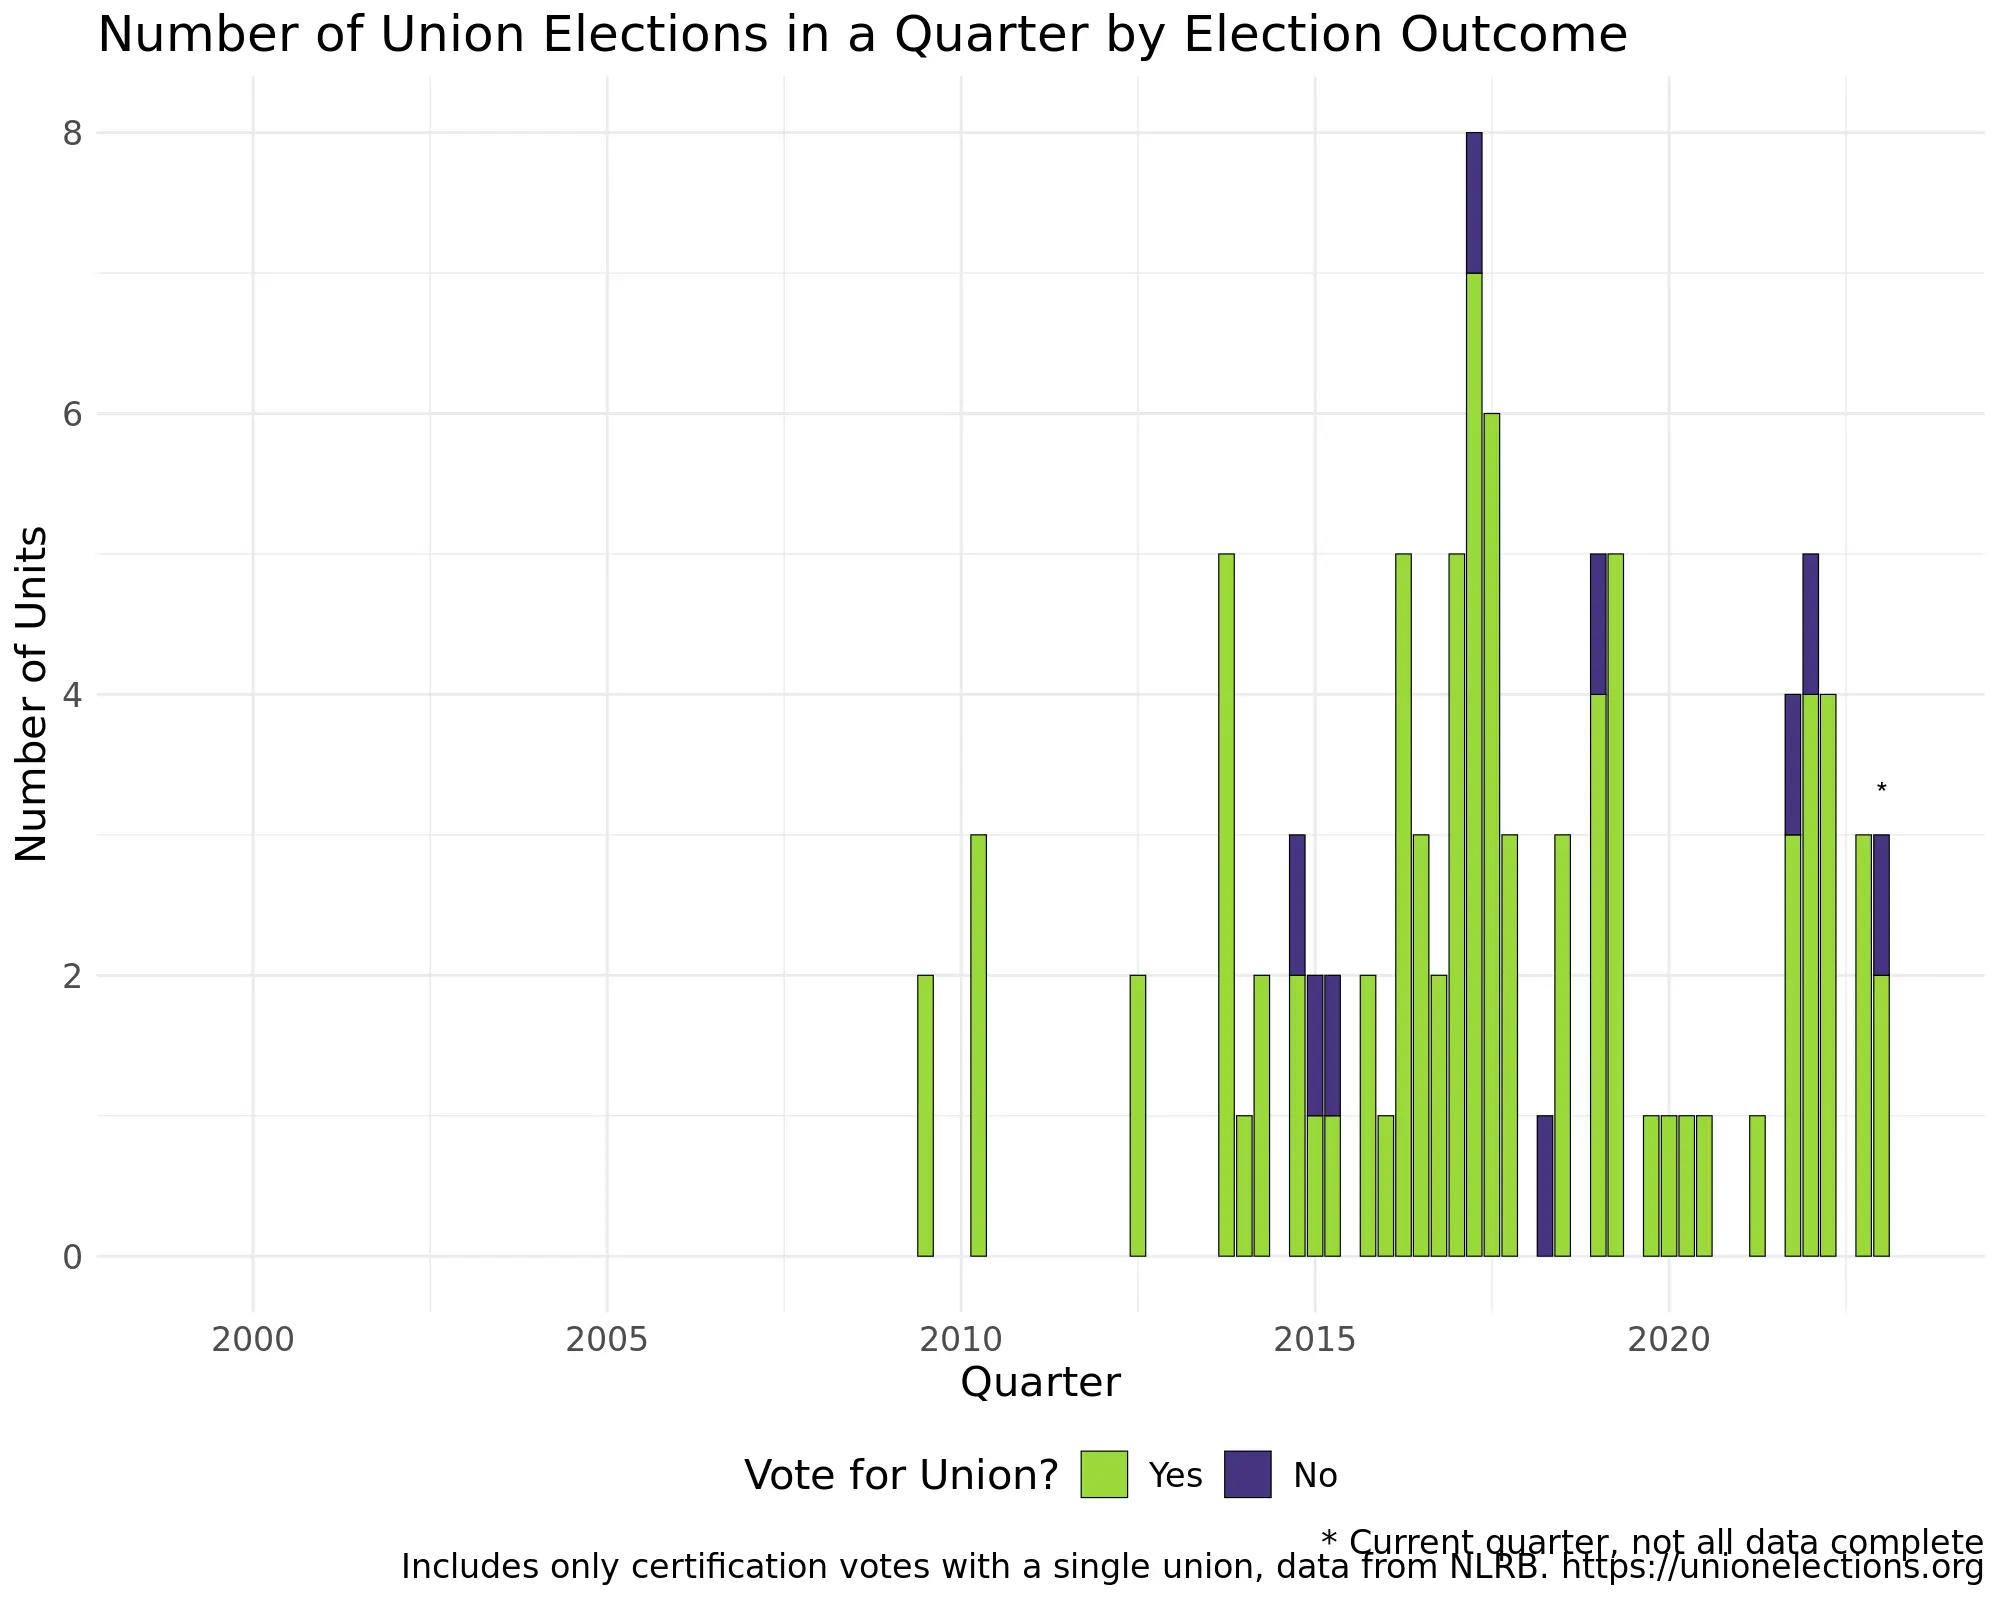 Number of Union Elections in a Quarter by Election Outcome
Number of Units
8
6
4
2
0
*
2000 2005 2010 2015 2020
Quarter
Vote for Union? Yes No
* Current quarter, not all data complete
Includes only certification votes with a single union, data from NLRB. https://unionelections.org